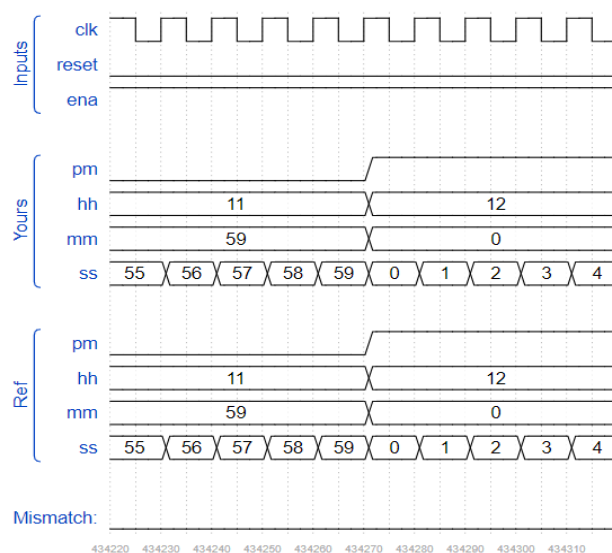 Inputs
clk
reset
ena
Yours
pm
hh 11 12
mm 59 0
ss 55 56 57 58 59 0 1 2 3 4
Ref
pm
hh 11 12
mm 59 0
ss 55 56 57 58 59 0 1 2 3 4
Mismatch:
434220 434230 434240 434250 434260 434270 434280 434290 434300 434310